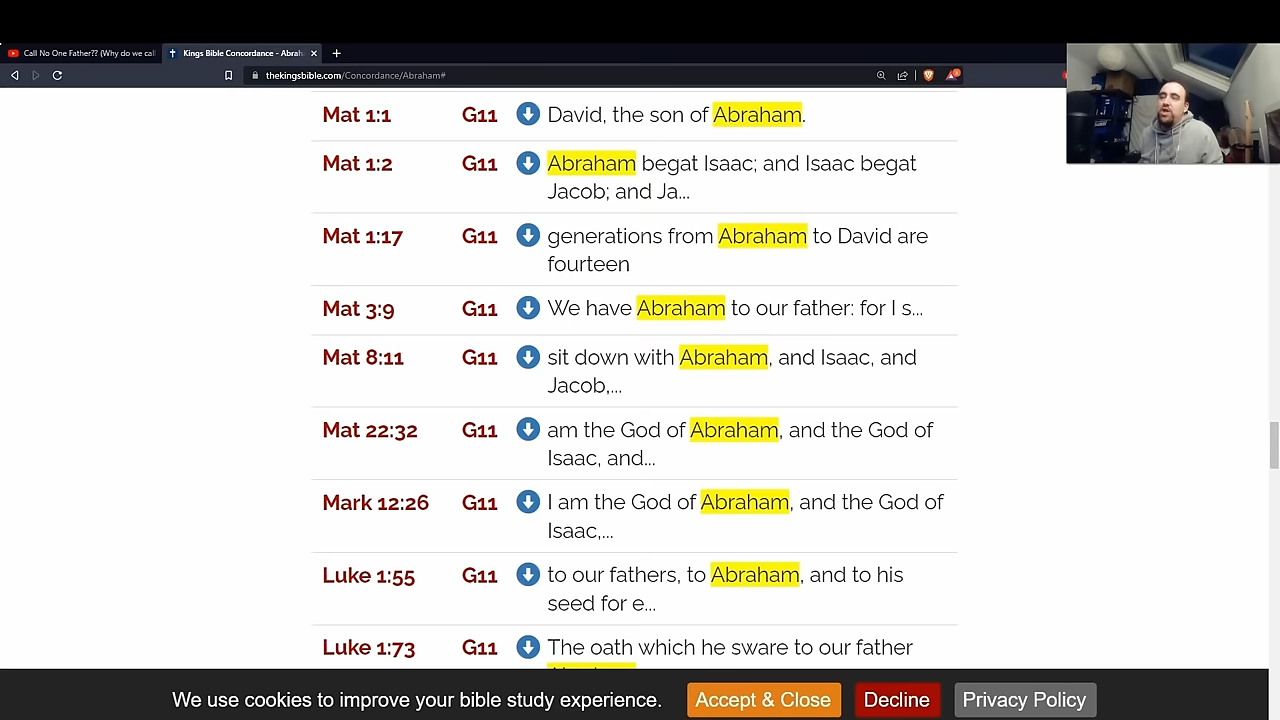 Call No One Father?? (Why do we call
Kings Bible Concordance - Abrah
thekingsbible.com/Concordance/Abraham#
Mat 1:1 G11 David, the son of Abraham.
Mat 1:2 G11 Abraham begat Isaac; and Isaac begat
Jacob; and Ja...
Mat 1:17 G11 generations from Abraham to David are
fourteen
Mat 3:9 G11 We have Abraham to our father: for I s...
Mat 8:11 G11 sit down with Abraham, and Isaac, and
Jacob,...
Mat 22:32 G11 am the God of Abraham, and the God of
Isaac, and...
Mark 12:26 G11 I am the God of Abraham, and the God of
Isaac,...
Luke 1:55 G11 to our fathers, to Abraham, and to his
seed for e...
Luke 1:73 G11 The oath which he sware to our father
We use cookies to improve your bible study experience. Accept & Close Decline Privacy Policy